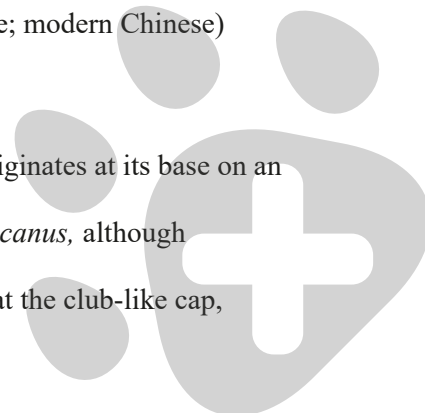 e; modern Chinese)
iginates at its base on an
canus, although
at the club-like cap,